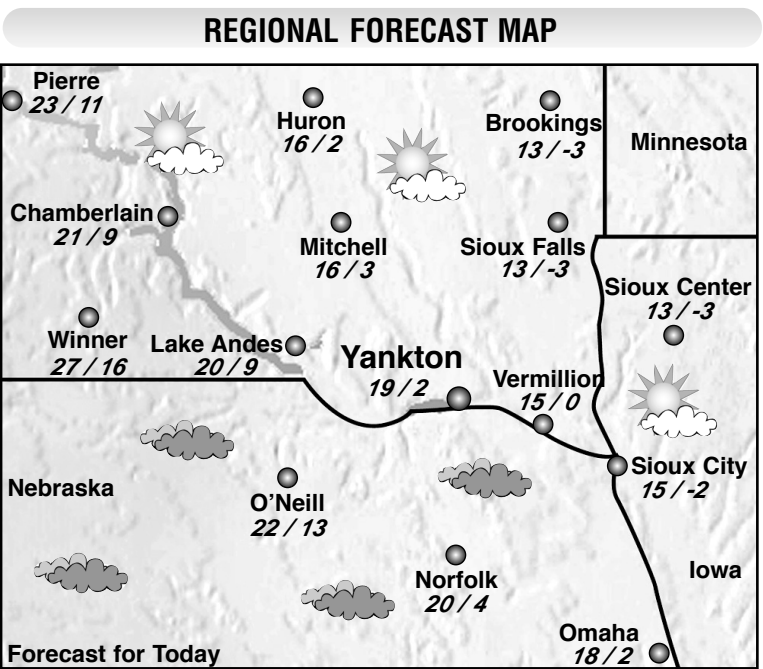 REGIONAL FORECAST MAP
Pierre
23 / 11
Huron
16 / 2
Brookings
13 / -3
Minnesota
Chamberlain
21 / 9
Mitchell
16 / 3
Sioux Falls
13 / -3
Sioux Center
13 / -3
Winner
27 / 16
Lake Andes
20 / 9
Yankton
19 / 2
Vermillion
15 / 0
Sioux City
15 / -2
Nebraska
O'Neill
22 / 13
Norfolk
20 / 4
Iowa
Omaha
18 / 2
Forecast for Today